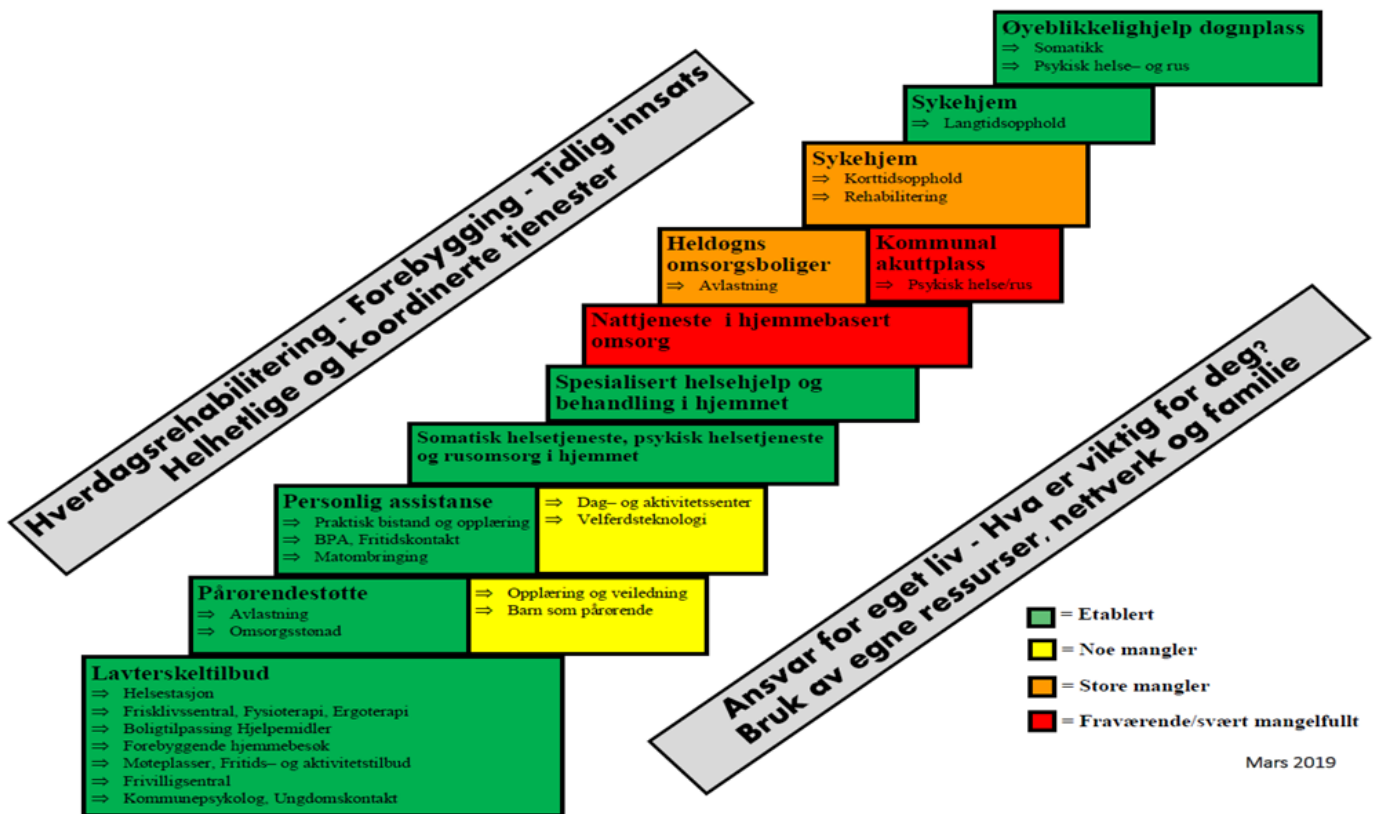 Øyeblikkelighjelp døgnplass
⇒ Somatikk
⇒ Psykisk helse– og rus
Sykehjem
⇒ Langtidsopphold
Sykehjem
⇒ Korttidsopphold
⇒ Rehabilitering
Heldøgns
omsorgsboliger
⇒ Avlastning
Kommunal
akuttplass
⇒ Psykisk helse/rus
Nattjeneste i hjemmebasert
omsorg
Spesialisert helsehjelp og
behandling i hjemmet
Somatisk helsetjeneste, psykisk helsetjeneste
og rusomsorg i hjemmet
Personlig assistanse
⇒ Praktisk bistand og opplæring
⇒ BPA, Fritidskontakt
⇒ Matombringing
⇒ Dag– og aktivitetssenter
⇒ Velferdsteknologi
Pårørendestøtte
⇒ Avlastning
⇒ Omsorgsstønad
⇒ Opplæring og veiledning
⇒ Barn som pårørende
Lavterskeltilbud
⇒ Helsestasjon
⇒ Frisklivssentral, Fysioterapi, Ergoterapi
⇒ Boligtilpassing Hjelpemidler
⇒ Forebyggende hjemmebesøk
⇒ Møteplasser, Fritids– og aktivitetstilbud
⇒ Frivilligsentral
⇒ Kommunepsykolog, Ungdomskontakt
Hverdagsrehabilitering - Forebygging - Tidlig innsats
Helhetlige og koordinerte tjenester
Ansvar for eget liv - Hva er viktig for deg?
Bruk av egne ressurser, nettverk og familie
= Etablert
= Noe mangler
= Store mangler
= Fraværende/svært mangelfullt
Mars 2019